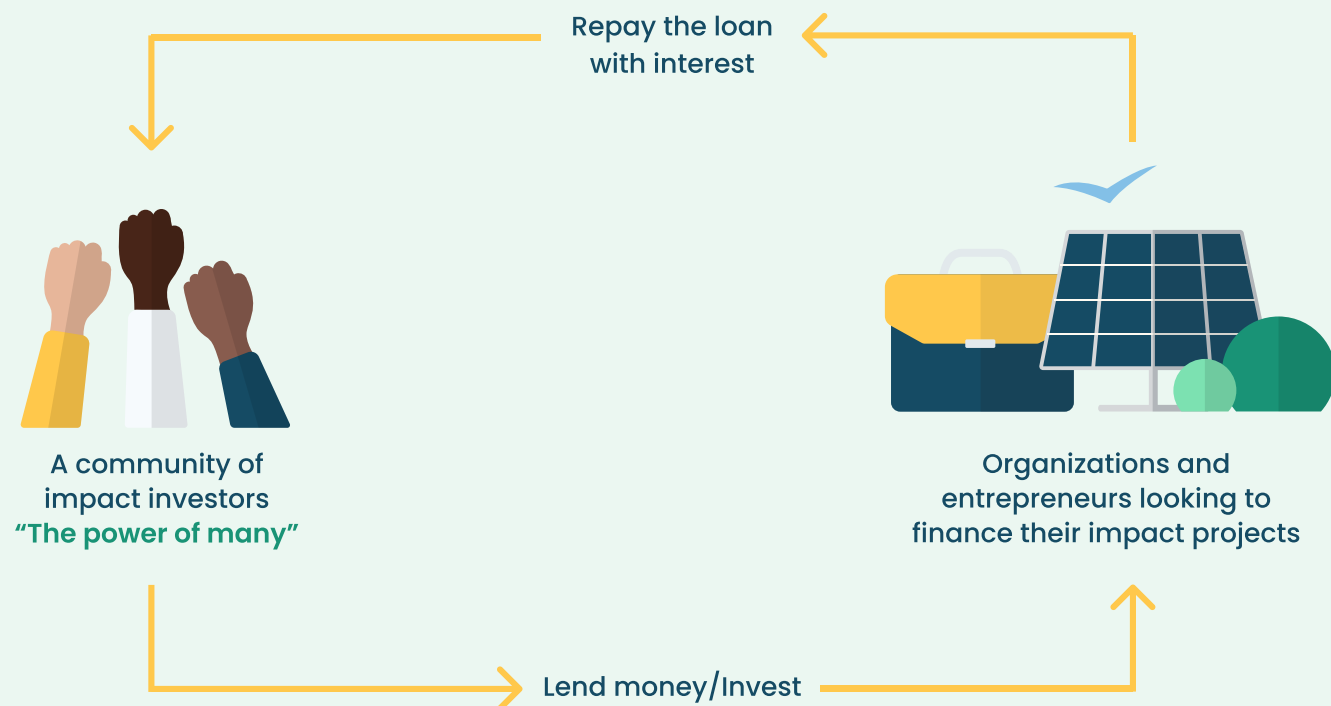 Repay the loan
with interest
A community of
impact investors
“The power of many”
Organizations and
entrepreneurs looking to
finance their impact projects
Lend money/Invest